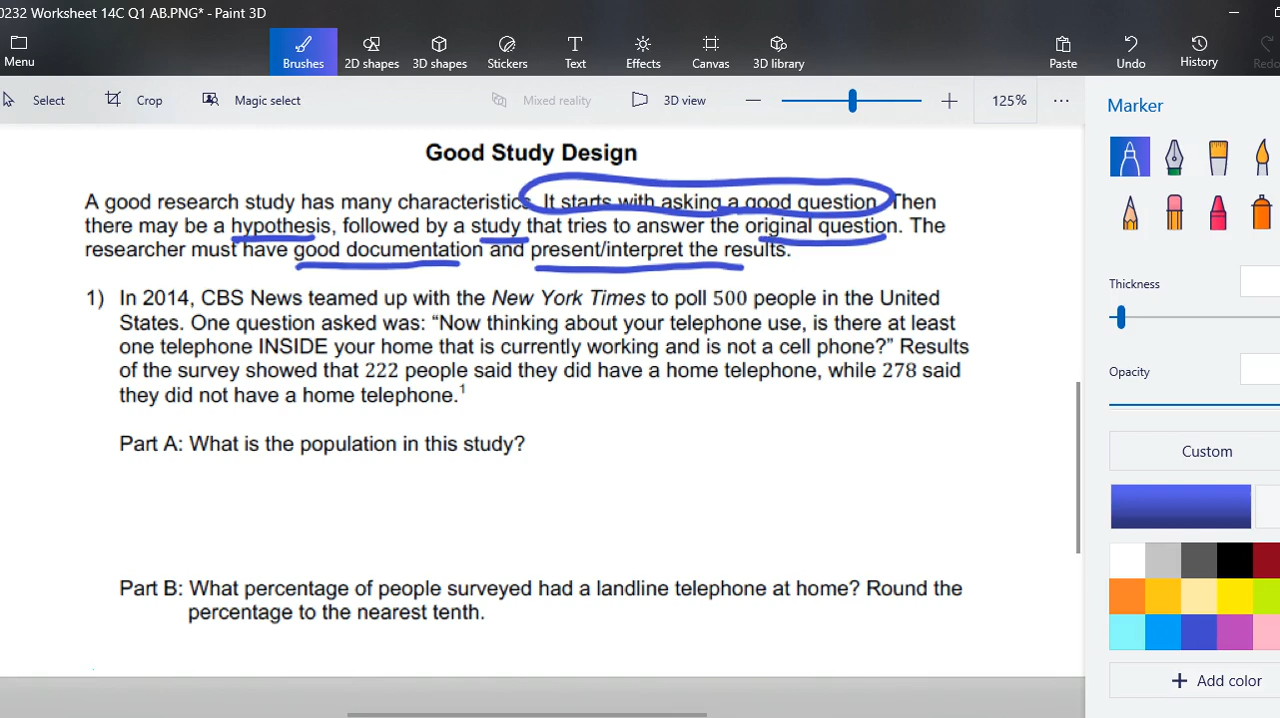 0232 Worksheet 14C Q1 AB.PNG* - Paint 3D
Menu
Brushes
2D shapes
3D shapes
Stickers
Text
Effects
Canvas
3D library
Paste
Undo
History
Redo
Select
Crop
Magic select
Mixed reality
3D view
125%
Marker
Good Study Design
A good research study has many characteristics. It starts with asking a good question. Then
there may be a hypothesis, followed by a study that tries to answer the original question. The
researcher must have good documentation and present/interpret the results.
1) In 2014, CBS News teamed up with the New York Times to poll 500 people in the United
States. One question asked was: “Now thinking about your telephone use, is there at least
one telephone INSIDE your home that is currently working and is not a cell phone?” Results
of the survey showed that 222 people said they did have a home telephone, while 278 said
they did not have a home telephone.¹
Part A: What is the population in this study?
Part B: What percentage of people surveyed had a landline telephone at home? Round the
percentage to the nearest tenth.
Thickness
Opacity
Custom
+ Add color